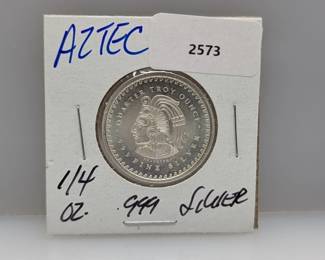 AZTEC
2573
QUARTER TROY OUNCE
.999 FINE SILVER
1/4
oz. .999 SILVER